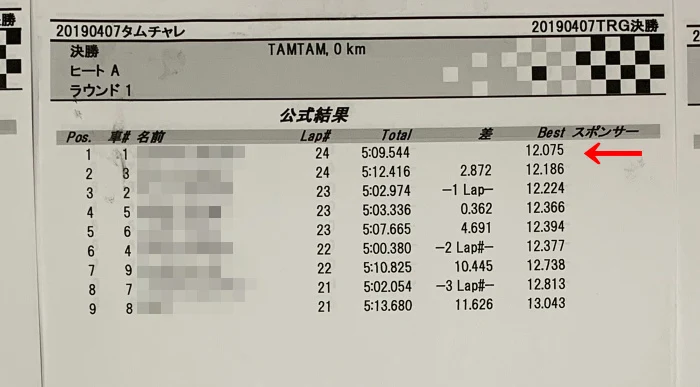 20190407タムチャレ 20190407TRG決勝
決勝 TAMTAM, 0 km
ヒート A
ラウンド 1
公式結果
Pos. 車# 名前 Lap# Total 差 Best スポンサー
1 1 24 5:09.544 12.075
2 3 24 5:12.416 2.872 12.186
3 2 23 5:02.974 −1 Lap− 12.224
4 5 23 5:03.336 0.362 12.366
5 6 23 5:07.665 4.691 12.394
6 4 22 5:00.380 −2 Lap#− 12.377
7 9 22 5:10.825 10.445 12.738
8 7 21 5:02.054 −3 Lap#− 12.813
9 8 21 5:13.680 11.626 13.043
勝
2